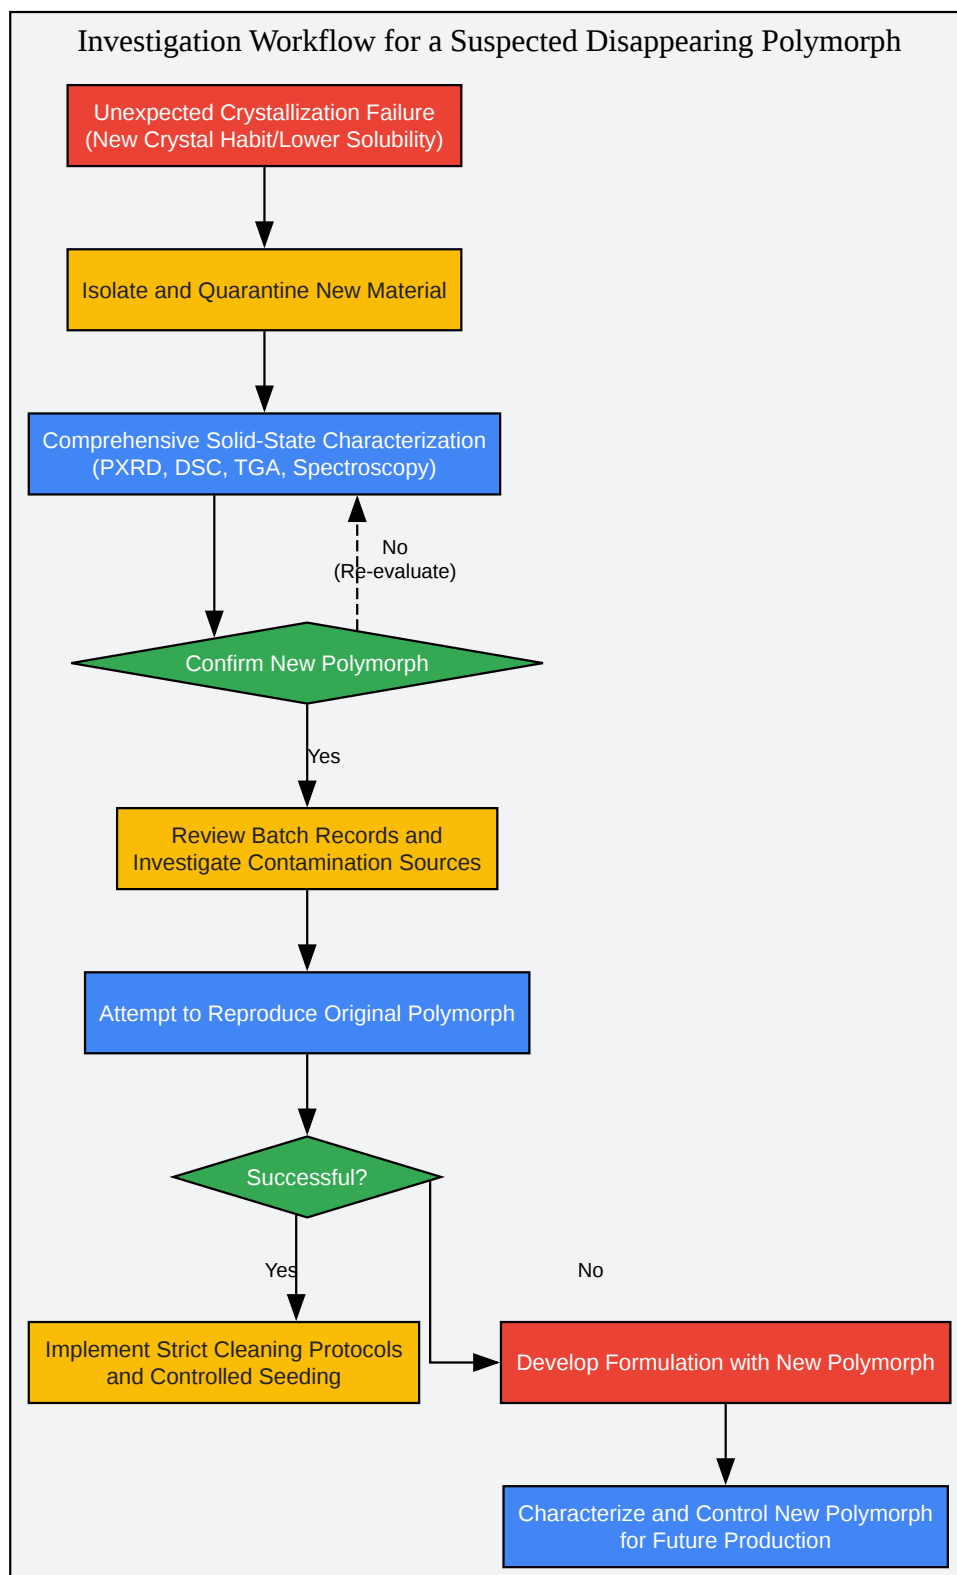 Investigation Workflow for a Suspected Disappearing Polymorph
Unexpected Crystallization Failure
(New Crystal Habit/Lower Solubility)
Isolate and Quarantine New Material
Comprehensive Solid-State Characterization
(PXRD, DSC, TGA, Spectroscopy)
No
(Re-evaluate)
Confirm New Polymorph
Yes
Review Batch Records and
Investigate Contamination Sources
Attempt to Reproduce Original Polymorph
Successful?
Yes
No
Implement Strict Cleaning Protocols
and Controlled Seeding
Develop Formulation with New Polymorph
Characterize and Control New Polymorph
for Future Production